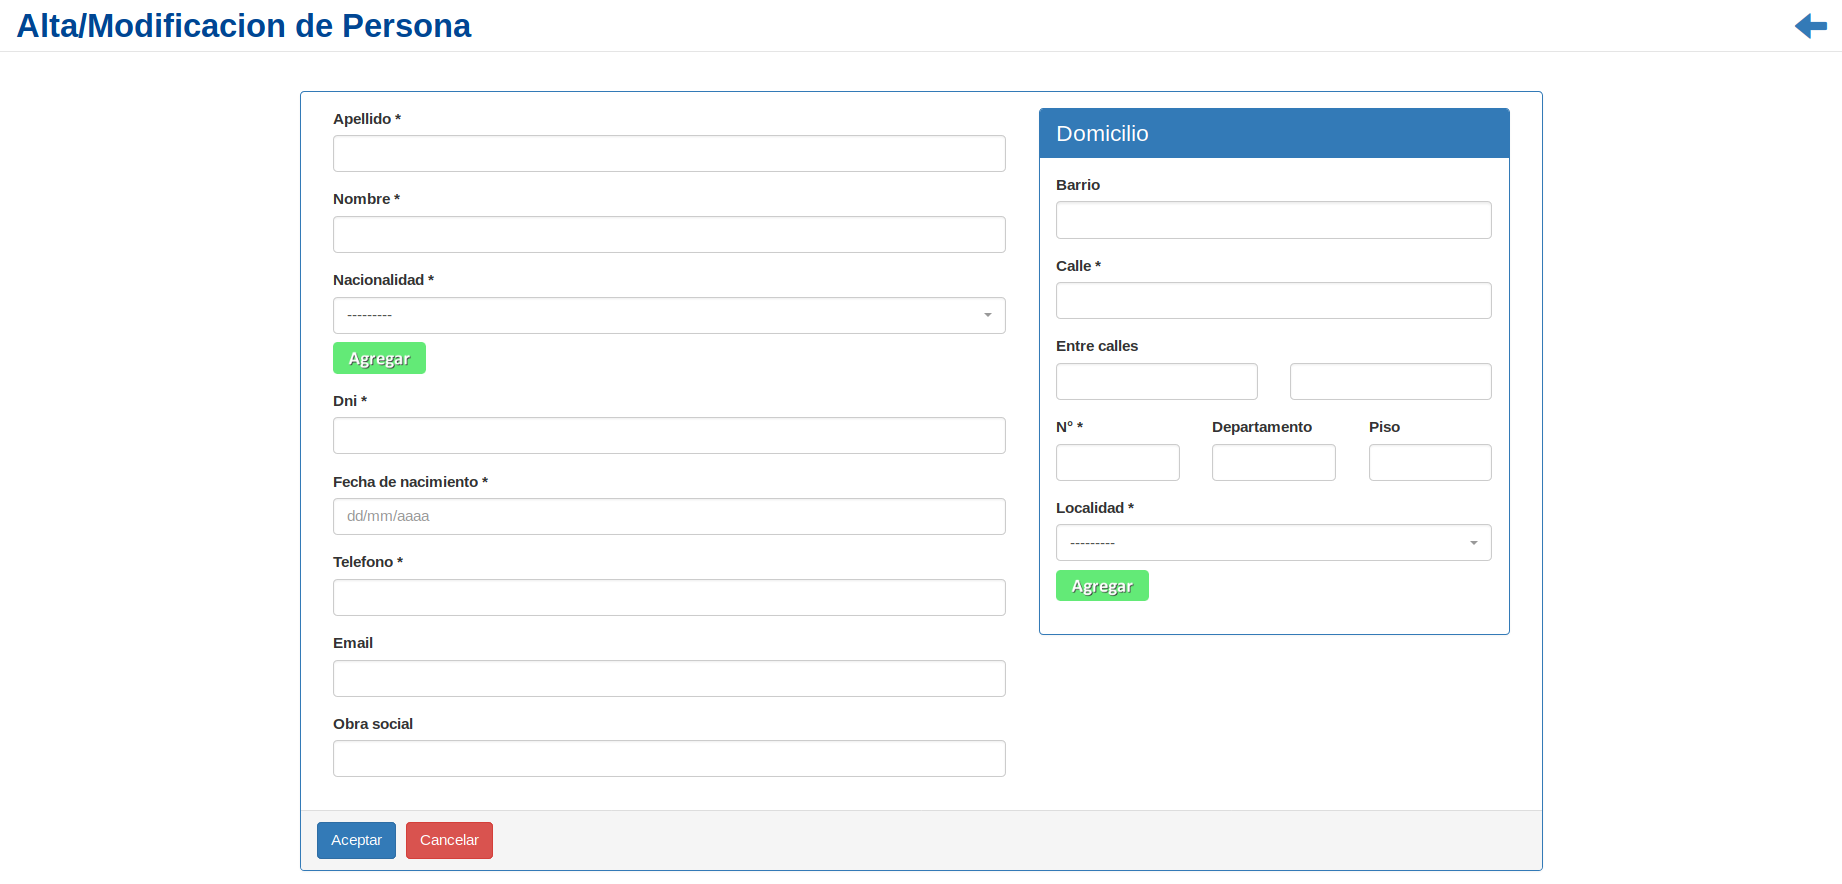 Alta/Modificacion de Persona
Apellido *
Nombre *
Nacionalidad *
---------
Agregar
Dni *
Fecha de nacimiento *
dd/mm/aaaa
Telefono *
Email
Obra social
Domicilio
Barrio
Calle *
Entre calles
N° * Departamento Piso
Localidad *
---------
Agregar
Aceptar Cancelar